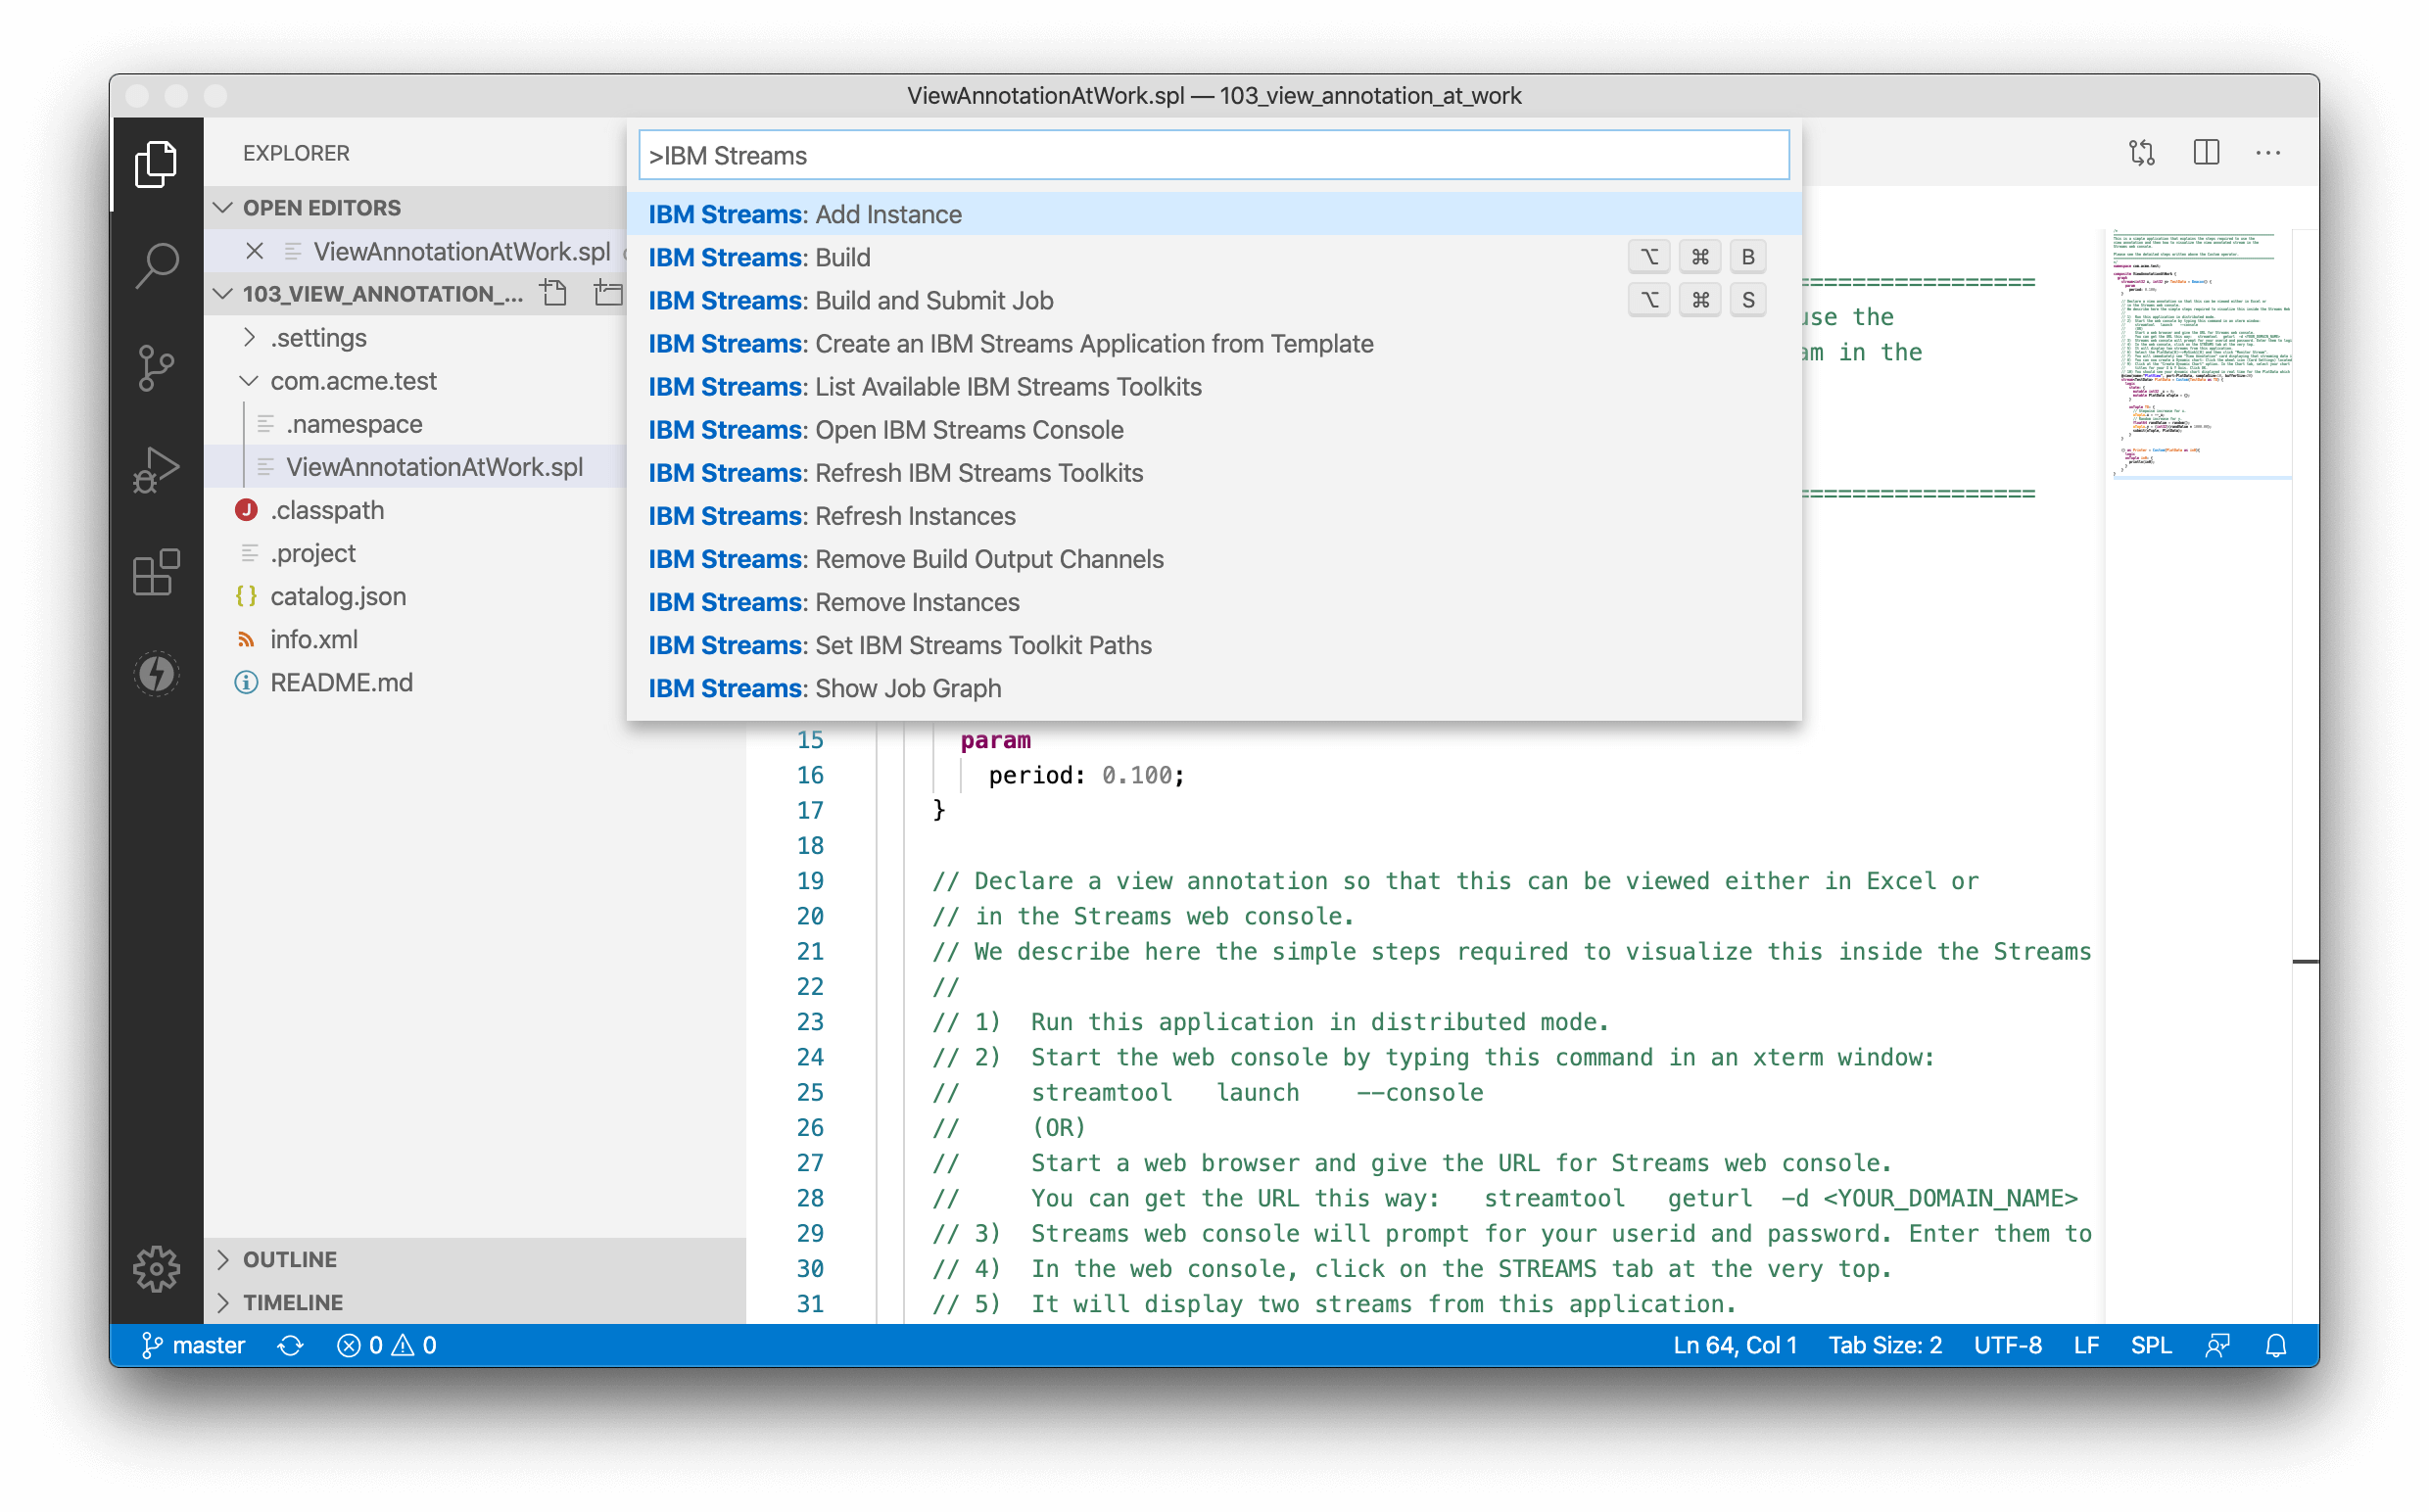 ViewAnnotationAtWork.spl — 103_view_annotation_at_work
EXPLORER
OPEN EDITORS
ViewAnnotationAtWork.spl
103_VIEW_ANNOTATION_...
.settings
com.acme.test
.namespace
ViewAnnotationAtWork.spl
.classpath
.project
catalog.json
info.xml
README.md
OUTLINE
TIMELINE
>IBM Streams
IBM Streams: Add Instance
IBM Streams: Build ⌥ ⌘ B
IBM Streams: Build and Submit Job ⌥ ⌘ S
IBM Streams: Create an IBM Streams Application from Template
IBM Streams: List Available IBM Streams Toolkits
IBM Streams: Open IBM Streams Console
IBM Streams: Refresh IBM Streams Toolkits
IBM Streams: Refresh Instances
IBM Streams: Remove Build Output Channels
IBM Streams: Remove Instances
IBM Streams: Set IBM Streams Toolkit Paths
IBM Streams: Show Job Graph
================
use the
am in the
================
15 param
16 period: 0.100;
17 }
18
19 // Declare a view annotation so that this can be viewed either in Excel or
20 // in the Streams web console.
21 // We describe here the simple steps required to visualize this inside the Streams
22 //
23 // 1) Run this application in distributed mode.
24 // 2) Start the web console by typing this command in an xterm window:
25 // streamtool launch --console
26 // (OR)
27 // Start a web browser and give the URL for Streams web console.
28 // You can get the URL this way: streamtool geturl -d <YOUR_DOMAIN_NAME>
29 // 3) Streams web console will prompt for your userid and password. Enter them to
30 // 4) In the web console, click on the STREAMS tab at the very top.
31 // 5) It will display two streams from this application.
master 0 0 Ln 64, Col 1 Tab Size: 2 UTF-8 LF SPL